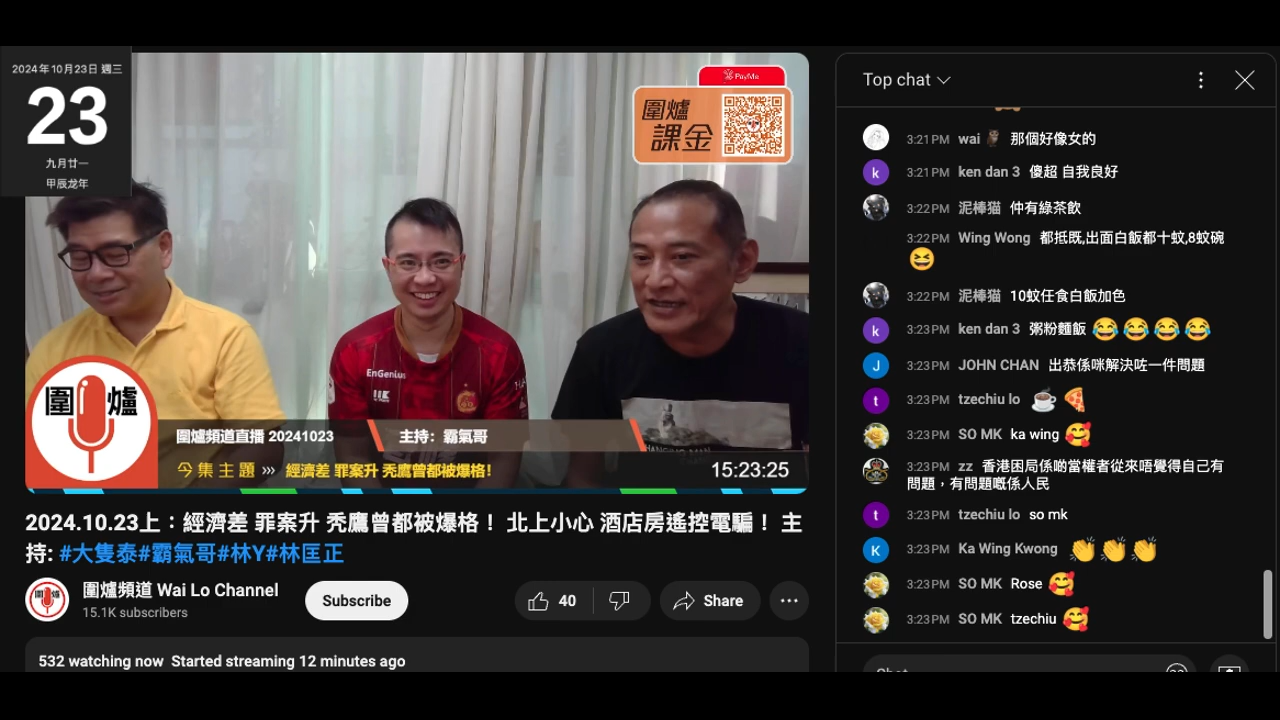 2024年10月23日 週三
23
九月廿一
甲辰龙年
PayMe
圍爐
課金
EnGenius
圍爐
圍爐頻道直播 20241023
主持：霸氣哥
今集主題 »» 經濟差 罪案升 禿鷹曾都被爆格!
15:23:25
2024.10.23上：經濟差 罪案升 禿鷹曾都被爆格！ 北上小心 酒店房遙控電騙！ 主
持: #大隻泰#霸氣哥#林Y#林匡正
圍爐頻道 Wai Lo Channel
15.1K subscribers
Subscribe
40
Share
532 watching now Started streaming 12 minutes ago
Top chat
3:21 PM wai 那個好像女的
3:21 PM ken dan 3 傻超 自我良好
3:22 PM 泥棒猫 仲有綠茶飲
3:22 PM Wing Wong 都抵既,出面白飯都十蚊,8蚊碗
😆
3:22 PM 泥棒猫 10蚊任食白飯加色
3:23 PM ken dan 3 粥粉麵飯 😂😂😂😂
3:23 PM JOHN CHAN 出恭係咪解決咗一件問題
3:23 PM tzechiu lo ☕🍕
3:23 PM SO MK ka wing 🥰
3:23 PM zz 香港困局係啲當權者從來唔覺得自己有
問題，有問題嘅係人民
3:23 PM tzechiu lo so mk
3:23 PM Ka Wing Kwong 👏👏👏
3:23 PM SO MK Rose 🥰
3:23 PM SO MK tzechiu 🥰